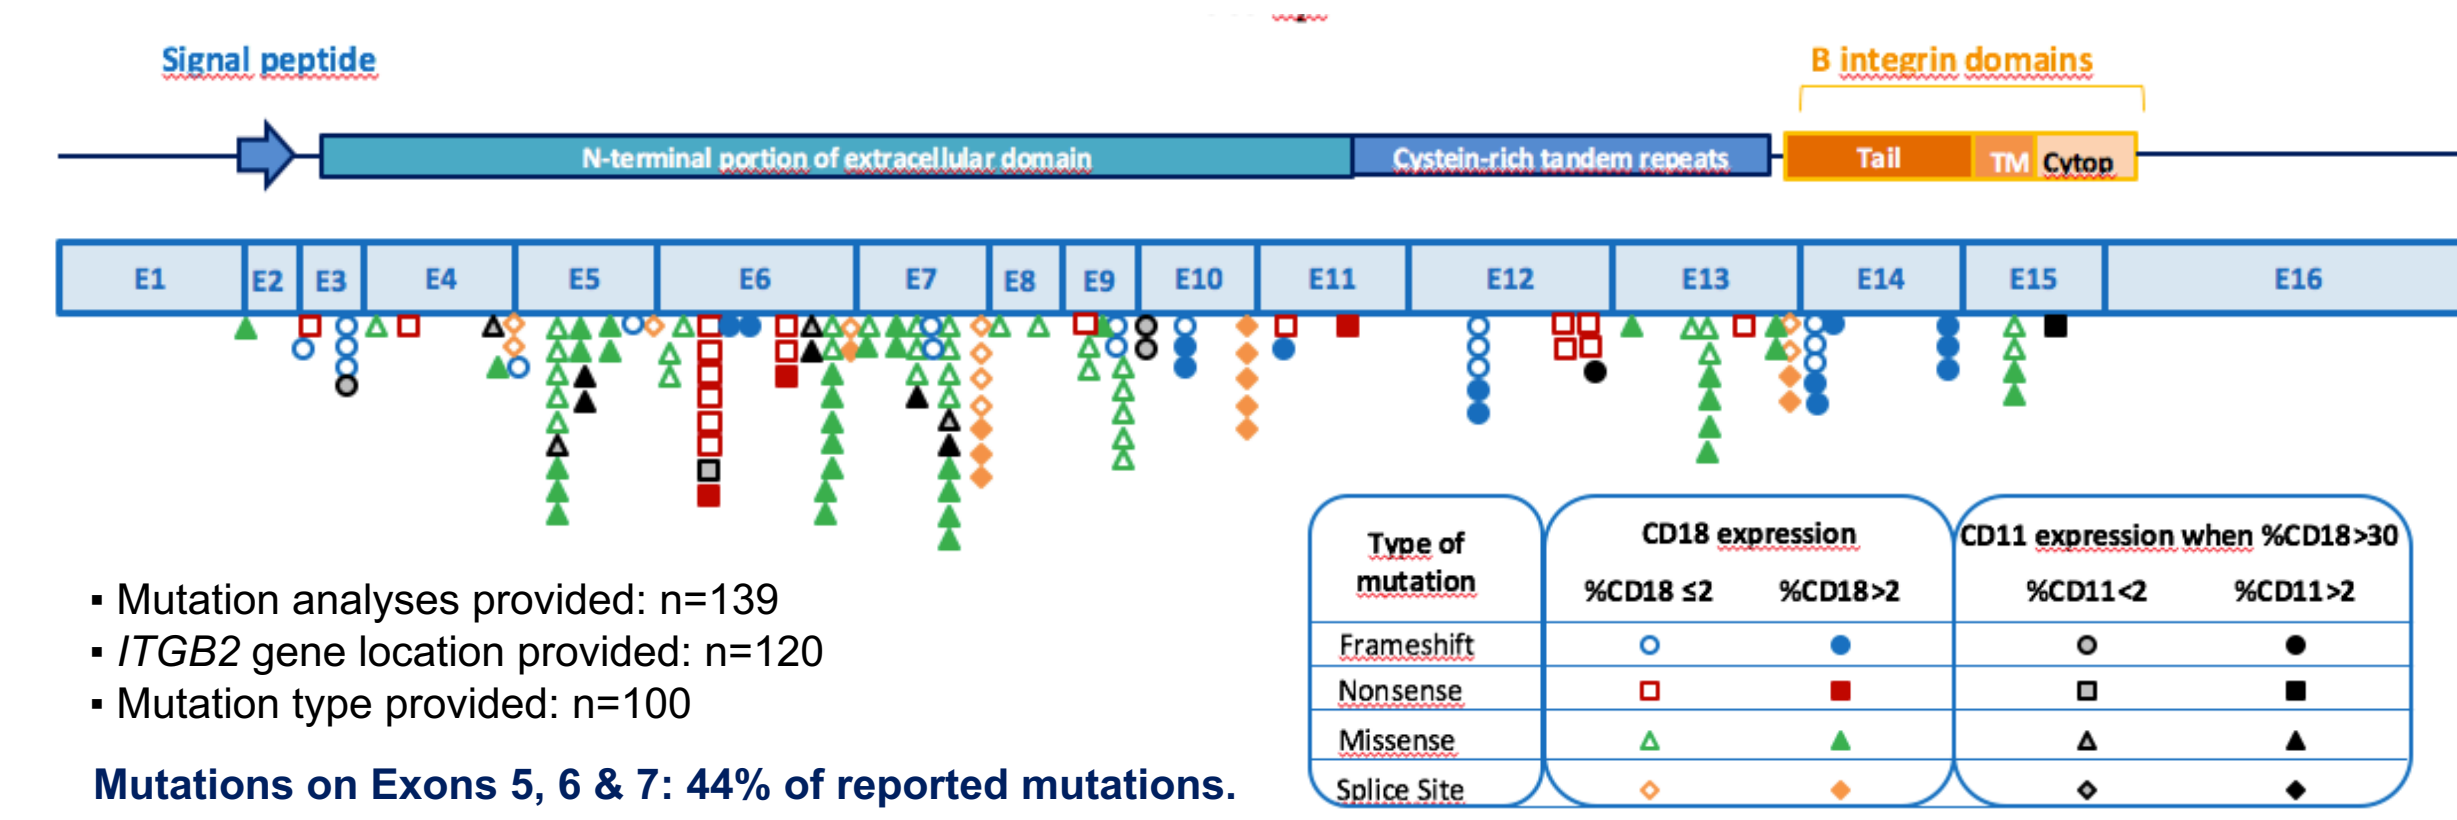 Signal peptide
B integrin domains
N-terminal portion of extracellular domain
Cystein-rich tandem repeats
Tail
TM
Cytop
E1
E2
E3
E4
E5
E6
E7
E8
E9
E10
E11
E12
E13
E14
E15
E16
▪ Mutation analyses provided: n=139
▪ ITGB2 gene location provided: n=120
▪ Mutation type provided: n=100
Mutations on Exons 5, 6 & 7: 44% of reported mutations.
Type of
mutation
CD18 expression
CD11 expression when %CD18>30
%CD18 ≤2
%CD18>2
%CD11<2
%CD11>2
Frameshift
Nonsense
Missense
Splice Site